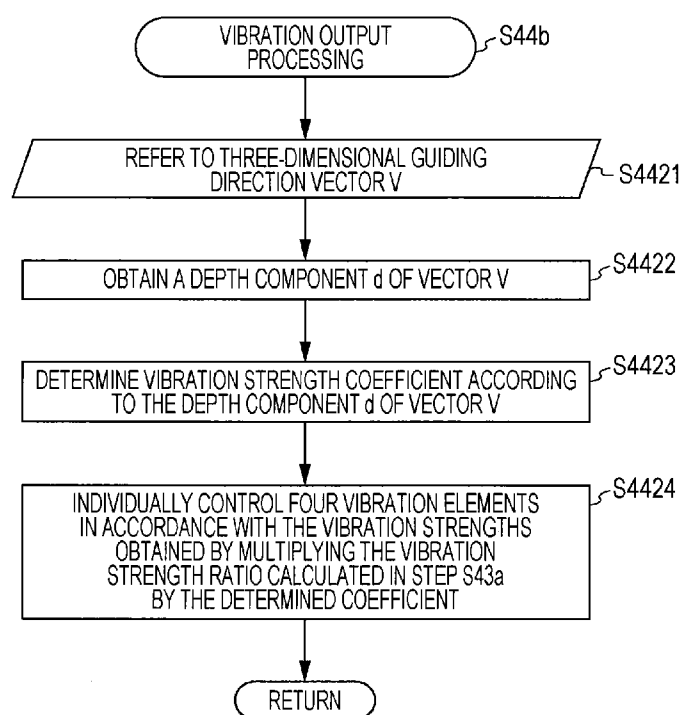 VIBRATION OUTPUT
PROCESSING
S44b
REFER TO THREE-DIMENSIONAL GUIDING
DIRECTION VECTOR V
S4421
OBTAIN A DEPTH COMPONENT d OF VECTOR V
S4422
DETERMINE VIBRATION STRENGTH COEFFICIENT ACCORDING
TO THE DEPTH COMPONENT d OF VECTOR V
S4423
INDIVIDUALLY CONTROL FOUR VIBRATION ELEMENTS
IN ACCORDANCE WITH THE VIBRATION STRENGTHS
OBTAINED BY MULTIPLYING THE VIBRATION
STRENGTH RATIO CALCULATED IN STEP S43a
BY THE DETERMINED COEFFICIENT
S4424
RETURN